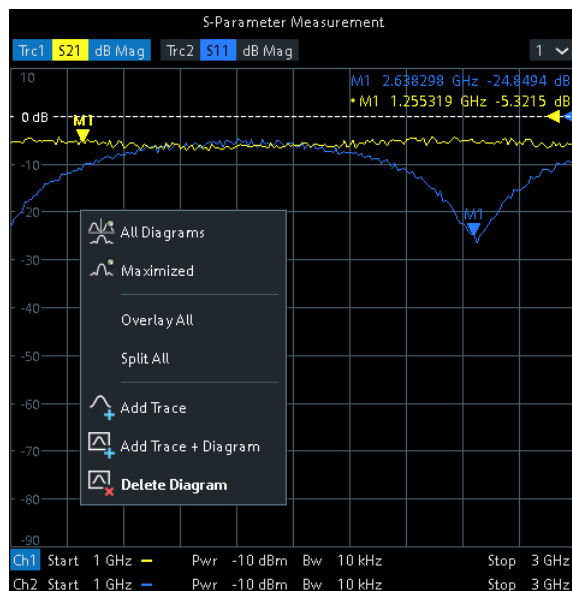 S-Parameter Measurement
Trc1 S21 dB Mag Trc2 S11 dB Mag 1
10 M1 2.638298 GHz -24.8494 dB
• M1 1.255319 GHz -5.3215 dB
0 dB
M1
-10
-20
M1
All Diagrams
-30
Maximized
Overlay All
-40
Split All
-50
-60
Add Trace
Add Trace + Diagram
-70
Delete Diagram
-80
-90
Ch1 Start 1 GHz Pwr -10 dBm Bw 10 kHz Stop 3 GHz
Ch2 Start 1 GHz Pwr -10 dBm Bw 10 kHz Stop 3 GHz